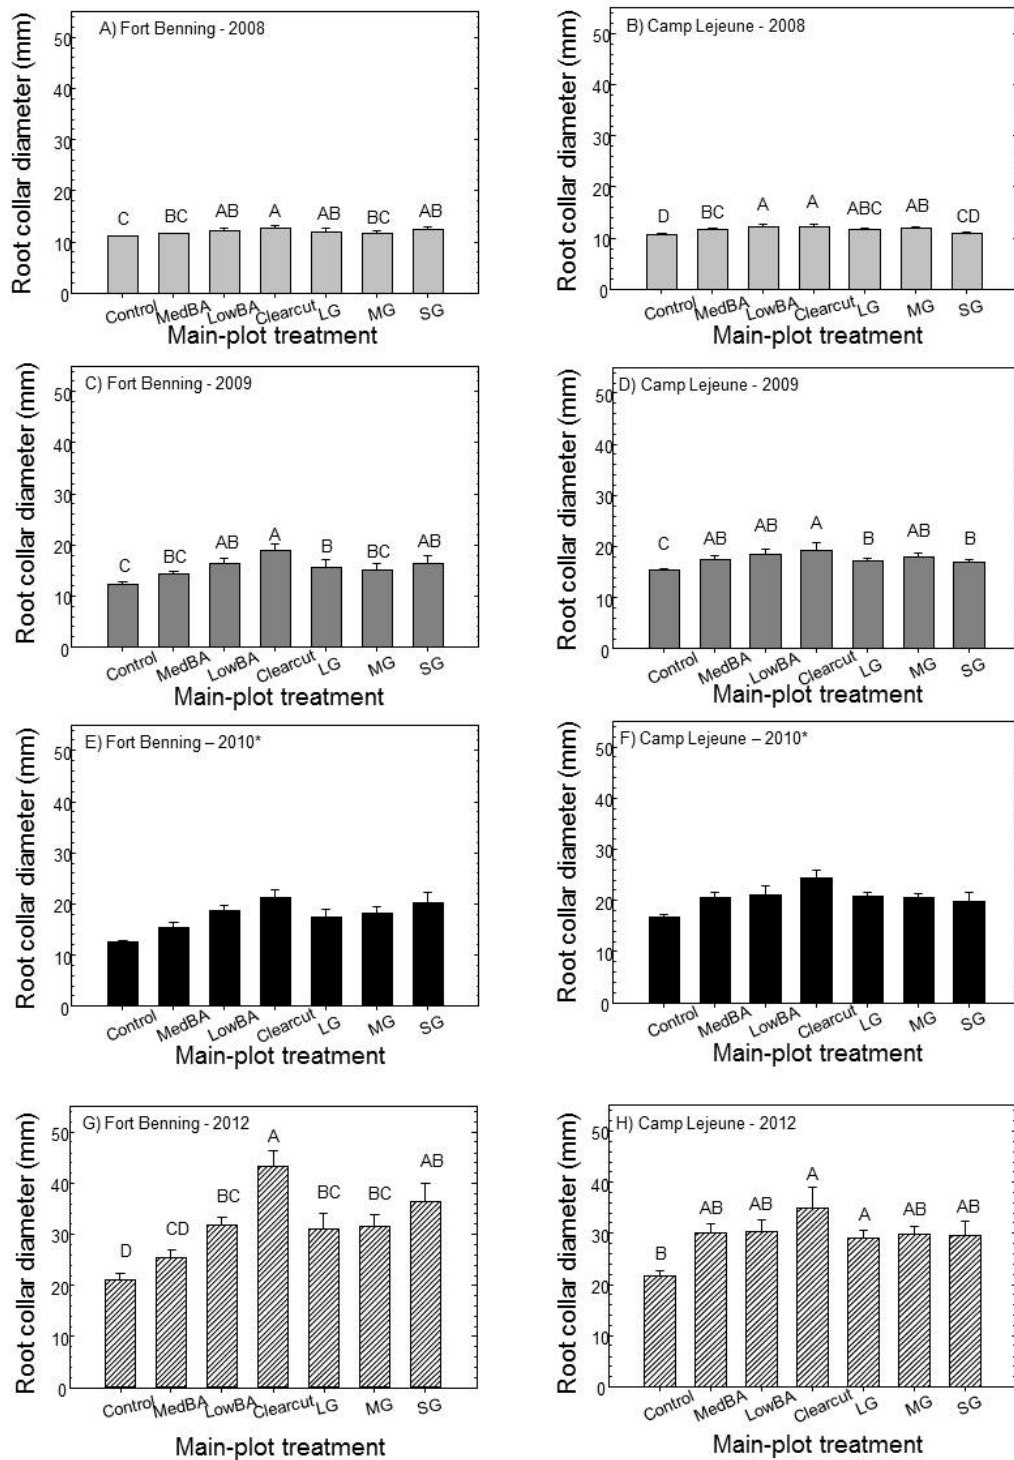 A) Fort Benning - 2008
Root collar diameter (mm)
50
40
30
20
10
0
C BC AB A AB BC AB
Control MedBA LowBA Clearcut LG MG SG
Main-plot treatment
B) Camp Lejeune - 2008
Root collar diameter (mm)
50
40
30
20
10
0
D BC A A ABC AB CD
Control MedBA LowBA Clearcut LG MG SG
Main-plot treatment
C) Fort Benning - 2009
Root collar diameter (mm)
50
40
30
20
10
0
C BC AB A B BC AB
Control MedBA LowBA Clearcut LG MG SG
Main-plot treatment
D) Camp Lejeune - 2009
Root collar diameter (mm)
50
40
30
20
10
0
C AB AB A B AB B
Control MedBA LowBA Clearcut LG MG SG
Main-plot treatment
E) Fort Benning – 2010*
Root collar diameter (mm)
50
40
30
20
10
0
Control MedBA LowBA Clearcut LG MG SG
Main-plot treatment
F) Camp Lejeune – 2010*
Root collar diameter (mm)
50
40
30
20
10
0
Control MedBA LowBA Clearcut LG MG SG
Main-plot treatment
G) Fort Benning - 2012
Root collar diameter (mm)
50
40
30
20
10
0
D CD BC A BC BC AB
Control MedBA LowBA Clearcut LG MG SG
Main-plot treatment
H) Camp Lejeune - 2012
Root collar diameter (mm)
50
40
30
20
10
0
B AB AB A A AB AB
Control MedBA LowBA Clearcut LG MG SG
Main-plot treatment